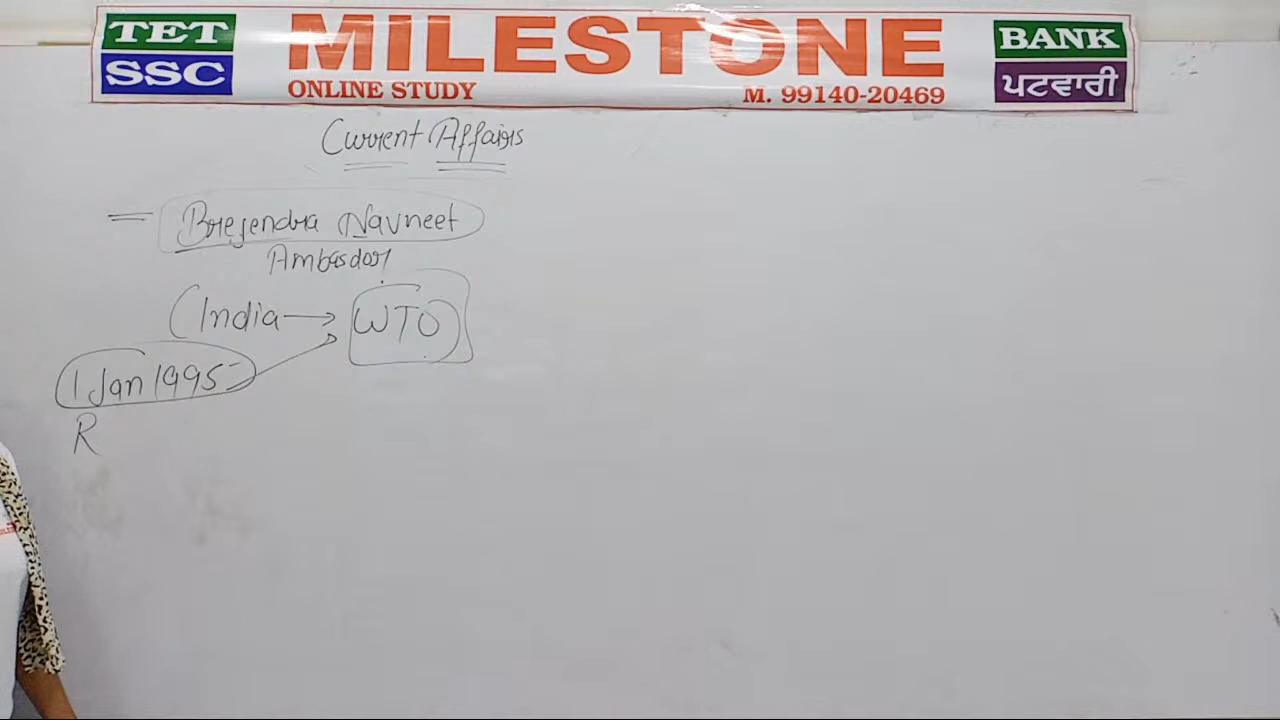 TET
SSC
MILESTONE
ONLINE STUDY M. 99140-20469
BANK
ਪਟਵਾਰੀ
Current Affairs
= Brejendra Navneet
Ambasdor
(India → WTO
1 Jan 1995
R